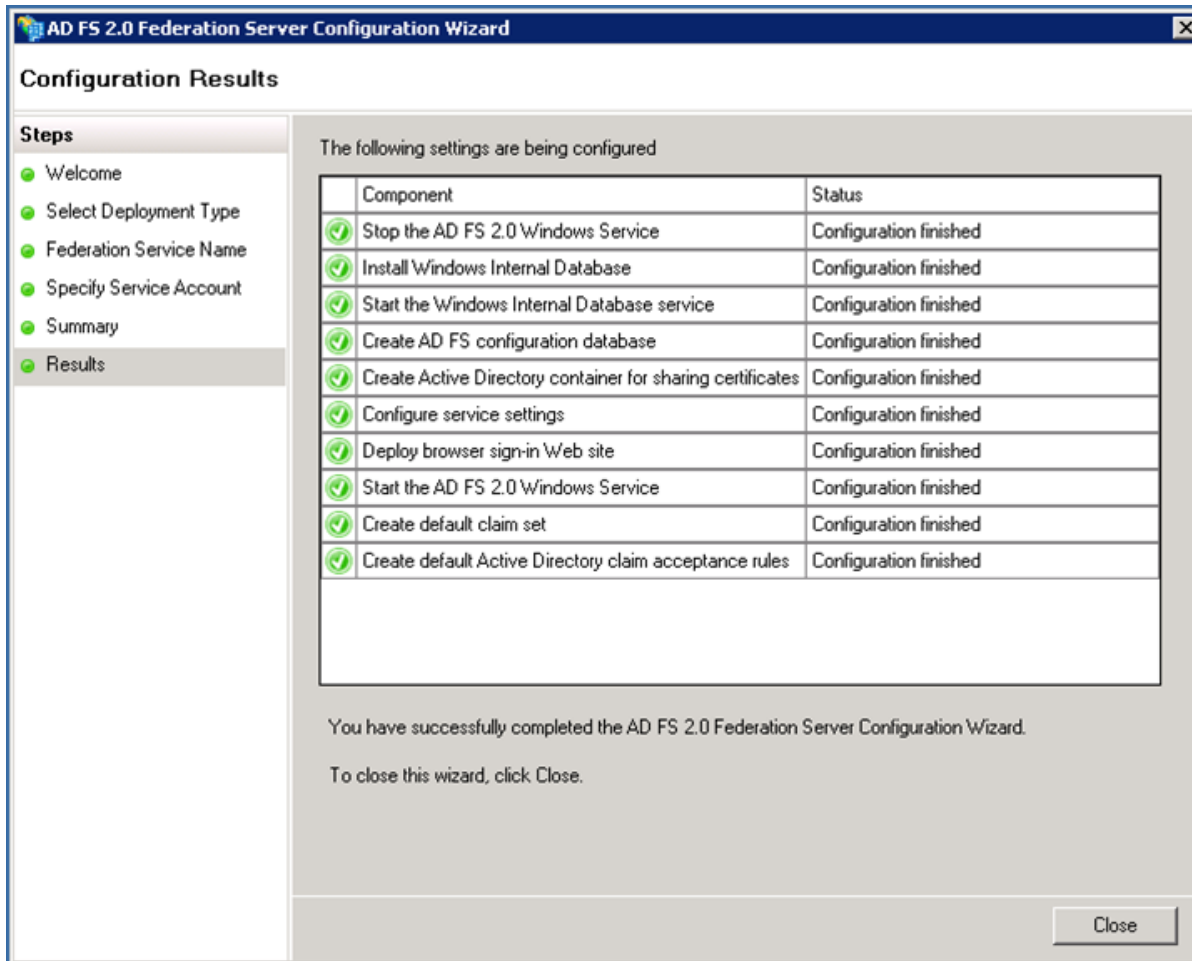 AD FS 2.0 Federation Server Configuration Wizard
Configuration Results
Steps
Welcome
Select Deployment Type
Federation Service Name
Specify Service Account
Summary
Results
The following settings are being configured
Component Status
Stop the AD FS 2.0 Windows Service Configuration finished
Install Windows Internal Database Configuration finished
Start the Windows Internal Database service Configuration finished
Create AD FS configuration database Configuration finished
Create Active Directory container for sharing certificates Configuration finished
Configure service settings Configuration finished
Deploy browser sign-in Web site Configuration finished
Start the AD FS 2.0 Windows Service Configuration finished
Create default claim set Configuration finished
Create default Active Directory claim acceptance rules Configuration finished
You have successfully completed the AD FS 2.0 Federation Server Configuration Wizard.
To close this wizard, click Close.
Close